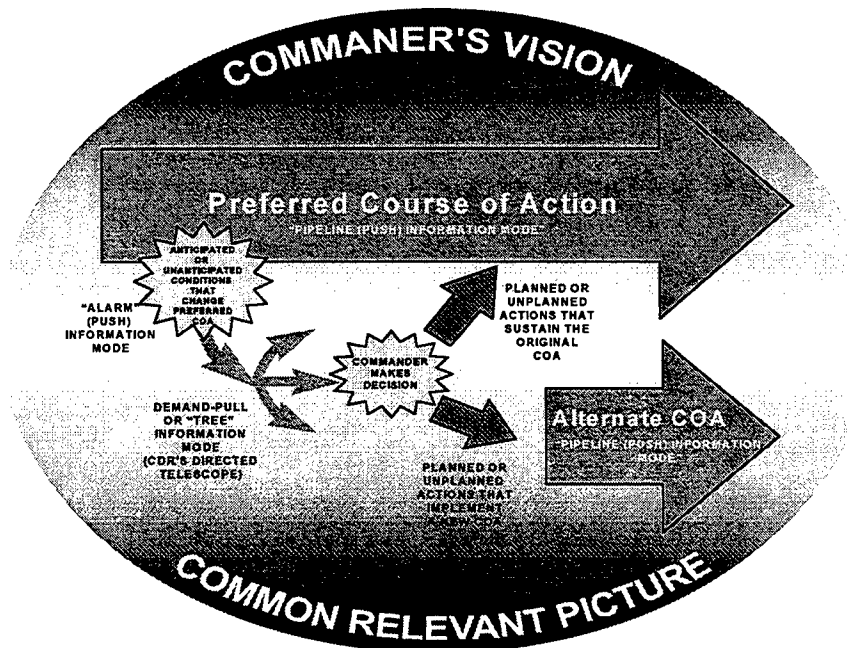 COMMANER'S VISION
Preferred Course of Action
"PIPELINE (PUSH) INFORMATION MODE"
ANTICIPATED
OR
UNANTICIPATED
CONDITIONS
THAT
CHANGE
PREFERRED
COA
"ALARM"
(PUSH)
INFORMATION
MODE
PLANNED OR
UNPLANNED
ACTIONS THAT
SUSTAIN THE
ORIGINAL
COA
COMMANDER
MAKES
DECISION
DEMAND-PULL
OR "TREE"
INFORMATION
MODE
(CDR'S DIRECTED
TELESCOPE)
Alternate COA
"PIPELINE (PUSH) INFORMATION
MODE"
PLANNED OR
UNPLANNED
ACTIONS THAT
IMPLEMENT
A NEW COA
COMMON RELEVANT PICTURE